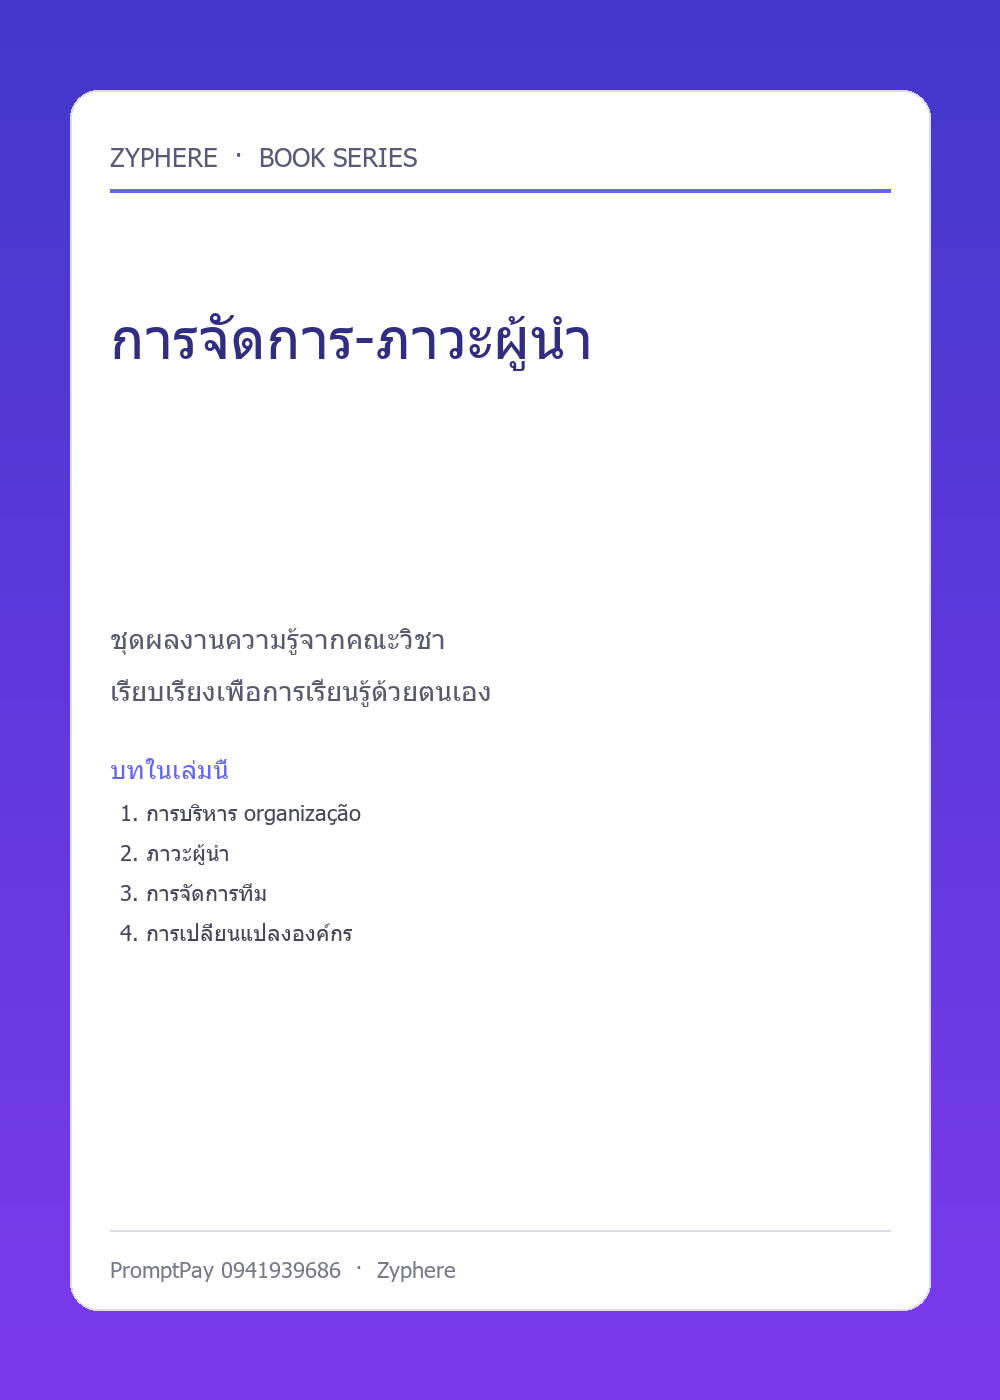 ZYPHERE · BOOK SERIES
การจัดการ-ภาวะผู้นำ
ชุดผลงานความรู้จากคณะวิชา
เรียบเรียงเพื่อการเรียนรู้ด้วยตนเอง
บทในเล่มนี้
1. การบริหาร organização
2. ภาวะผู้นำ
3. การจัดการทีม
4. การเปลี่ยนแปลงองค์กร
PromptPay 0941939686 · Zyphere